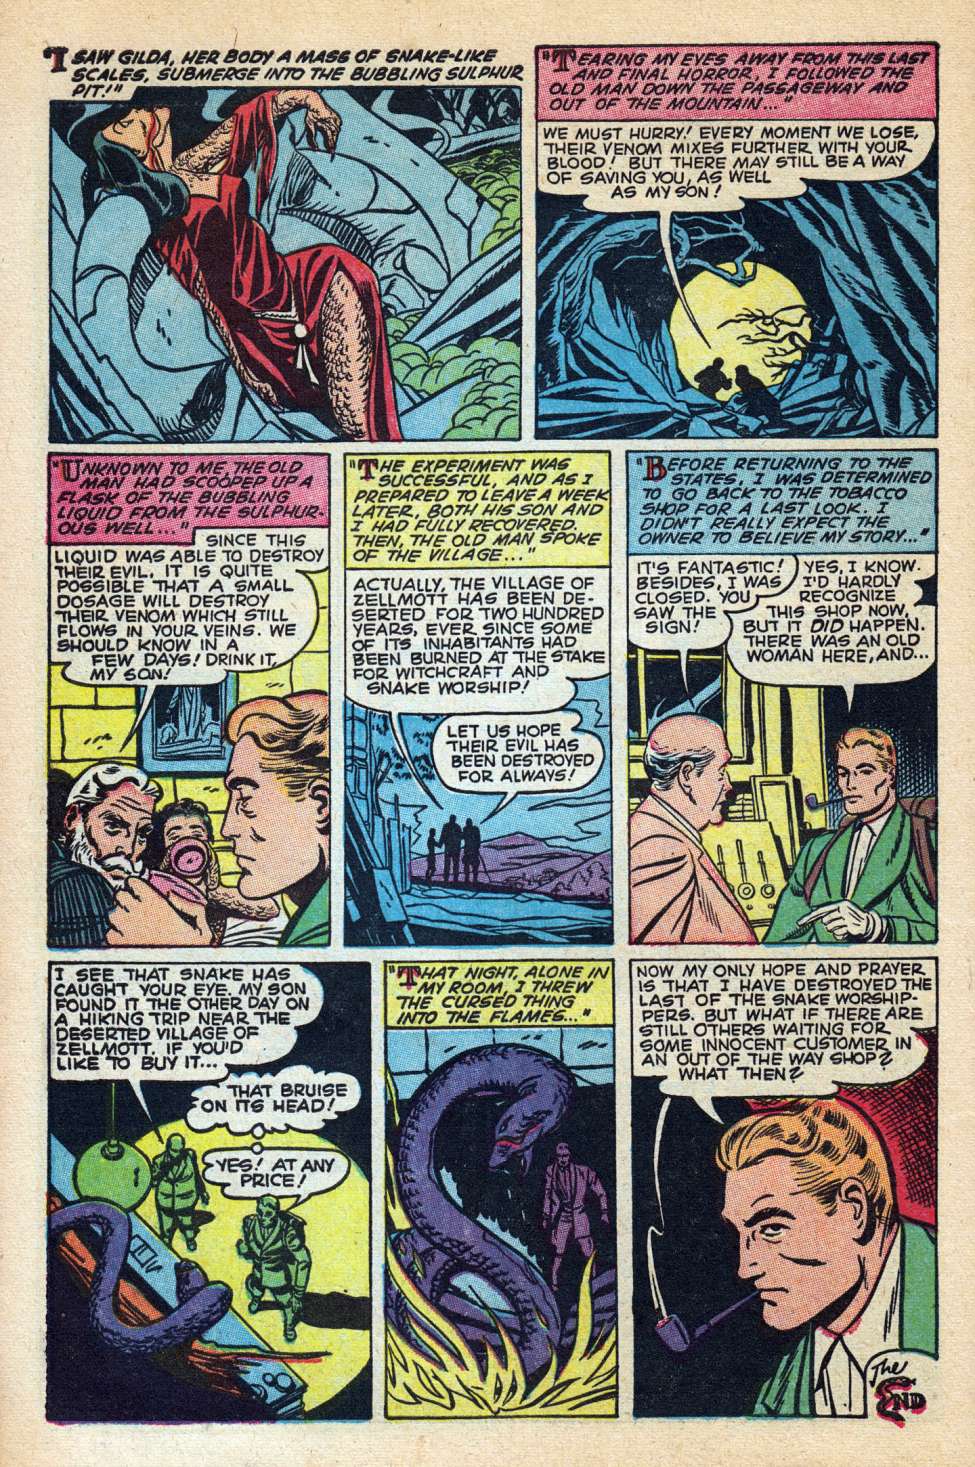 "I SAW GILDA, HER BODY A MASS OF SNAKE-LIKE
SCALES, SUBMERGE INTO THE BUBBLING SULPHUR
PIT!"
"TEARING MY EYES AWAY FROM THIS LAST
AND FINAL HORROR, I FOLLOWED THE
OLD MAN DOWN THE PASSAGEWAY AND
OUT OF THE MOUNTAIN..."
WE MUST HURRY! EVERY MOMENT WE LOSE,
THEIR VENOM MIXES FURTHER WITH YOUR
BLOOD! BUT THERE MAY STILL BE A WAY
OF SAVING YOU, AS WELL
AS MY SON!
"UNKNOWN TO ME, THE OLD
MAN HAD SCOOPED UP A
FLASK OF THE BUBBLING
LIQUID FROM THE SULPHUR-
OUS WELL..."
SINCE THIS
LIQUID WAS ABLE TO DESTROY
THEIR EVIL, IT IS QUITE
POSSIBLE THAT A SMALL
DOSAGE WILL DESTROY
THEIR VENOM WHICH STILL
FLOWS IN YOUR VEINS. WE
SHOULD KNOW IN A
FEW DAYS! DRINK IT,
MY SON!
"THE EXPERIMENT WAS
SUCCESSFUL, AND AS I
PREPARED TO LEAVE A WEEK
LATER, BOTH HIS SON AND
I HAD FULLY RECOVERED.
THEN, THE OLD MAN SPOKE
OF THE VILLAGE..."
ACTUALLY, THE VILLAGE OF
ZELLMOTT HAS BEEN DE-
SERTED FOR TWO HUNDRED
YEARS, EVER SINCE SOME
OF ITS INHABITANTS HAD
BEEN BURNED AT THE STAKE
FOR WITCHCRAFT AND
SNAKE WORSHIP!
LET US HOPE
THEIR EVIL HAS
BEEN DESTROYED
FOR ALWAYS!
"BEFORE RETURNING TO THE
STATES, I WAS DETERMINED
TO GO BACK TO THE TOBACCO
SHOP FOR A LAST LOOK. I
DIDN'T REALLY EXPECT THE
OWNER TO BELIEVE MY STORY..."
IT'S FANTASTIC!
BESIDES, I WAS
CLOSED. YOU
SAW THE
SIGN!
YES, I KNOW.
I'D HARDLY
RECOGNIZE
THIS SHOP NOW,
BUT IT DID HAPPEN.
THERE WAS AN OLD
WOMAN HERE, AND...
I SEE THAT SNAKE HAS
CAUGHT YOUR EYE. MY SON
FOUND IT THE OTHER DAY ON
A HIKING TRIP NEAR THE
DESERTED VILLAGE OF
ZELLMOTT. IF YOU'D
LIKE TO BUY IT...
THAT BRUISE
ON ITS HEAD!
YES! AT ANY
PRICE!
"THAT NIGHT, ALONE IN
MY ROOM, I THREW
THE CURSED THING
INTO THE FLAMES..."
NOW MY ONLY HOPE AND PRAYER
IS THAT I HAVE DESTROYED THE
LAST OF THE SNAKE WORSHIP-
PERS. BUT WHAT IF THERE ARE
STILL OTHERS WAITING FOR
SOME INNOCENT CUSTOMER IN
AN OUT OF THE WAY SHOP?
WHAT THEN?
The
END